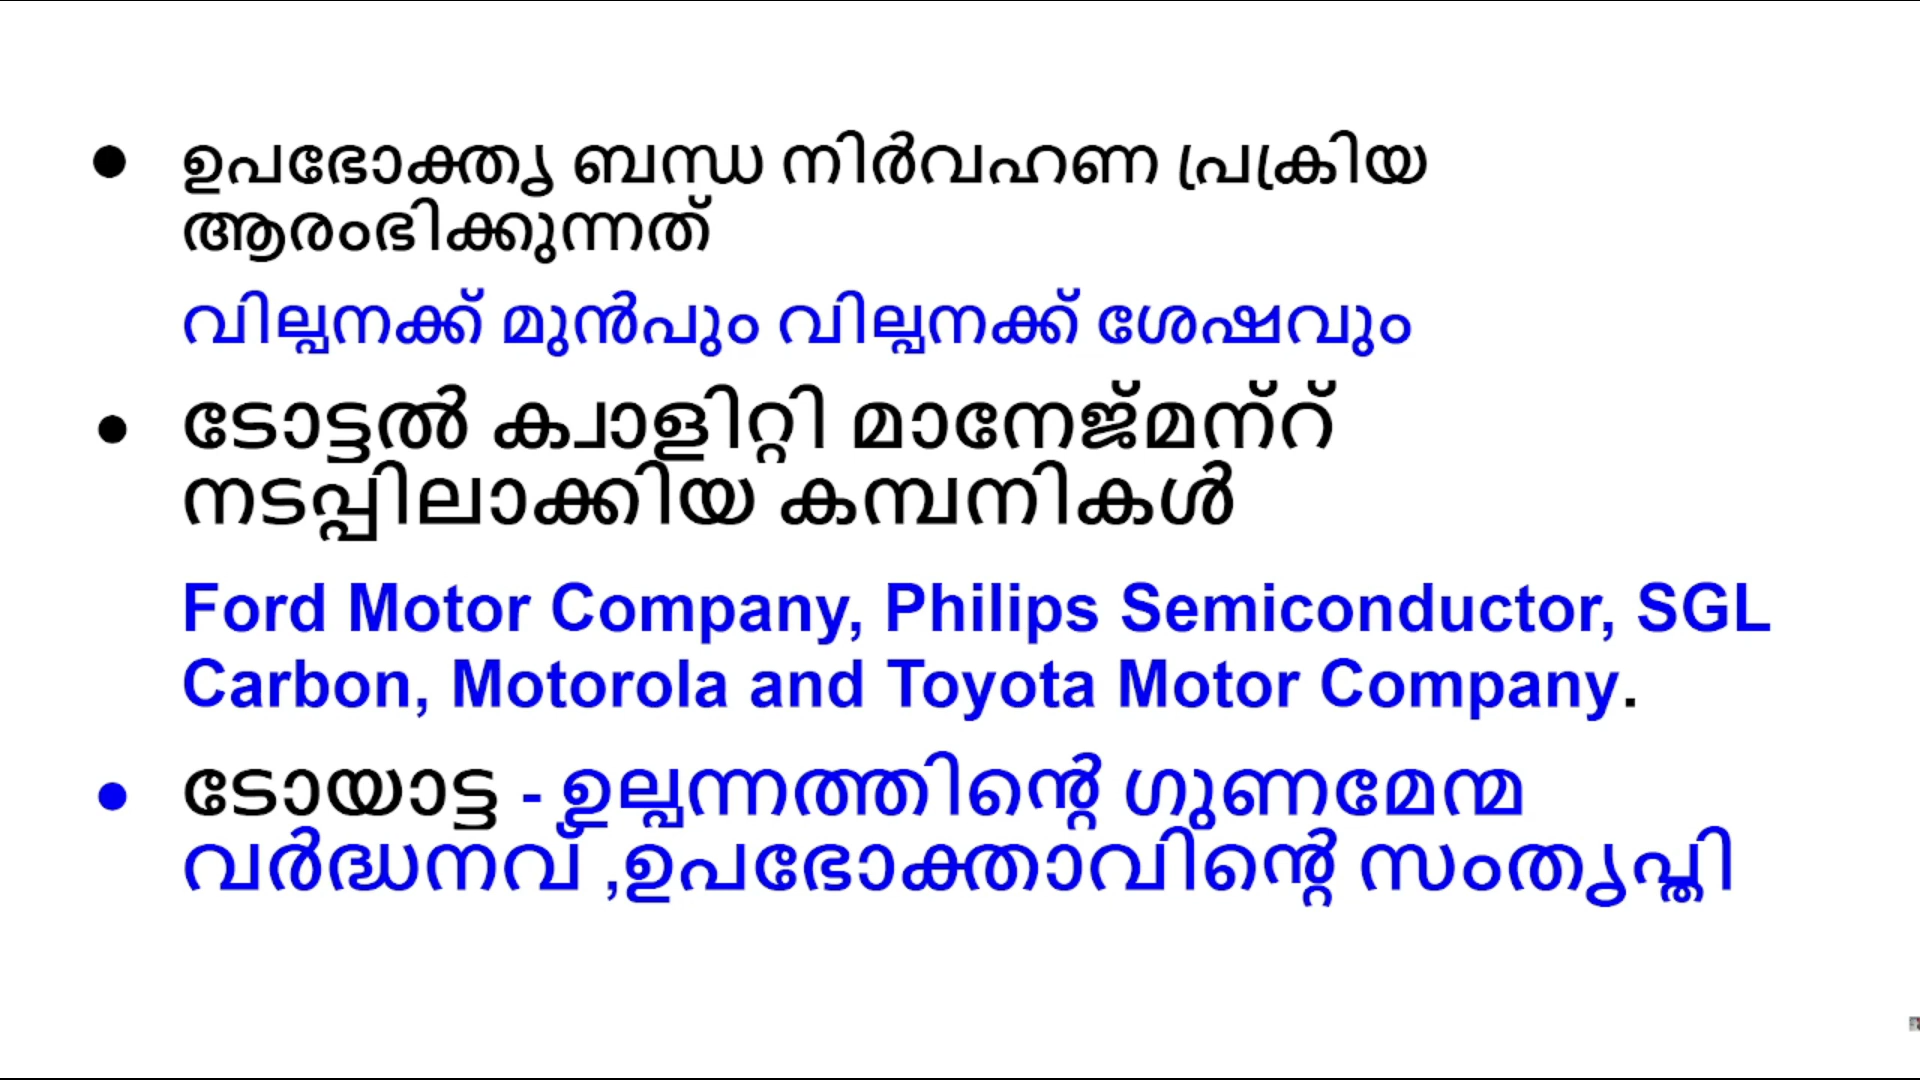 ● ഉപഭോക്തൃ ബന്ധ നിർവഹണ പ്രക്രിയ
ആരംഭിക്കുന്നത്
വില്പനക്ക് മുൻപും വില്പനക്ക് ശേഷവും
● ടോട്ടൽ ക്വാളിറ്റി മാനേജ്മന്റ്
നടപ്പിലാക്കിയ കമ്പനികൾ
Ford Motor Company, Philips Semiconductor, SGL
Carbon, Motorola and Toyota Motor Company.
● ടോയാട്ട - ഉല്പന്നത്തിന്റെ ഗുണമേന്മ
വർദ്ധനവ് ,ഉപഭോക്താവിന്റെ സംതൃപ്തി